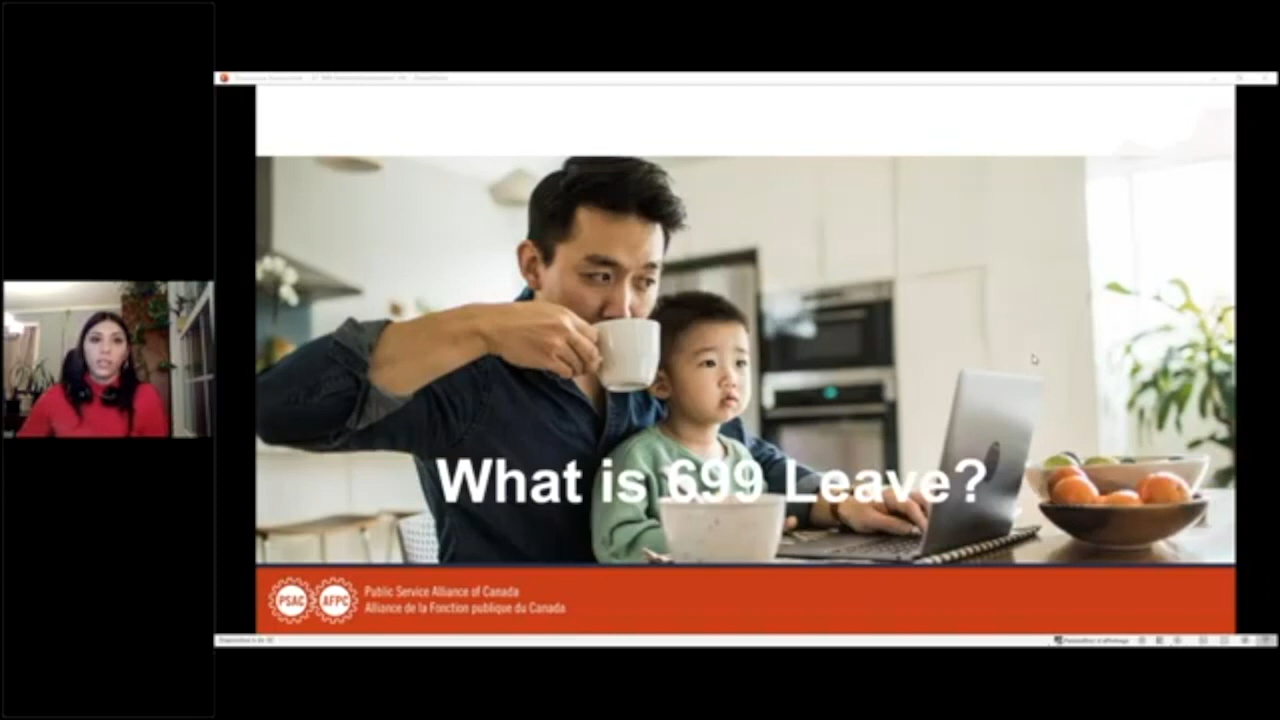 What is 699 Leave?
PSAC AFPC
Public Service Alliance of Canada
Alliance de la Fonction publique du Canada